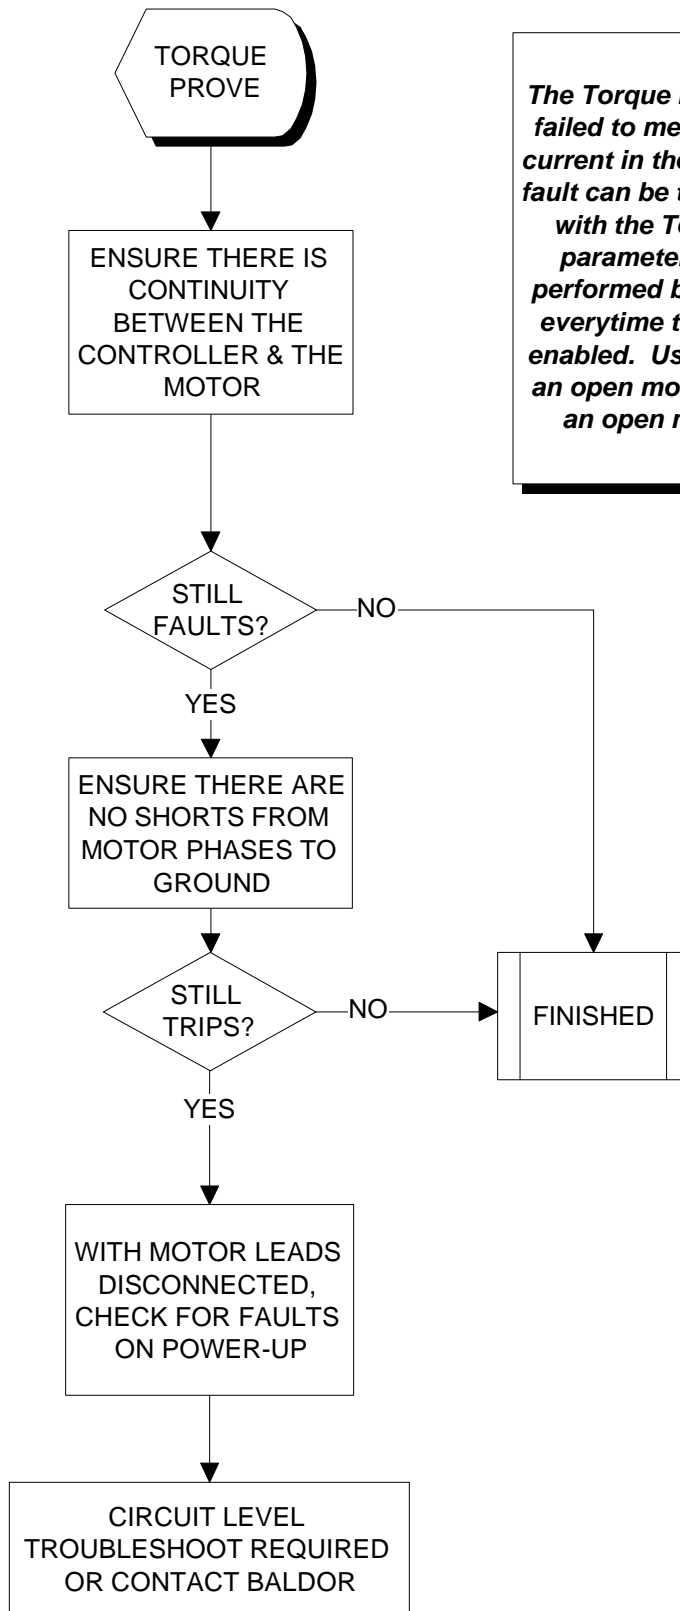 TORQUE
PROVE
The Torque
failed to me
current in the
fault can be
with the
parameter
performed
everytime
enabled.
an open mo
an open
ENSURE THERE IS
CONTINUITY
BETWEEN THE
CONTROLLER & THE
MOTOR
STILL
FAULTS?
NO
YES
ENSURE THERE ARE
NO SHORTS FROM
MOTOR PHASES TO
GROUND
STILL
TRIPS?
NO
FINISHED
YES
WITH MOTOR LEADS
DISCONNECTED,
CHECK FOR FAULTS
ON POWER-UP
CIRCUIT LEVEL
TROUBLESHOOT REQUIRED
OR CONTACT BALDOR